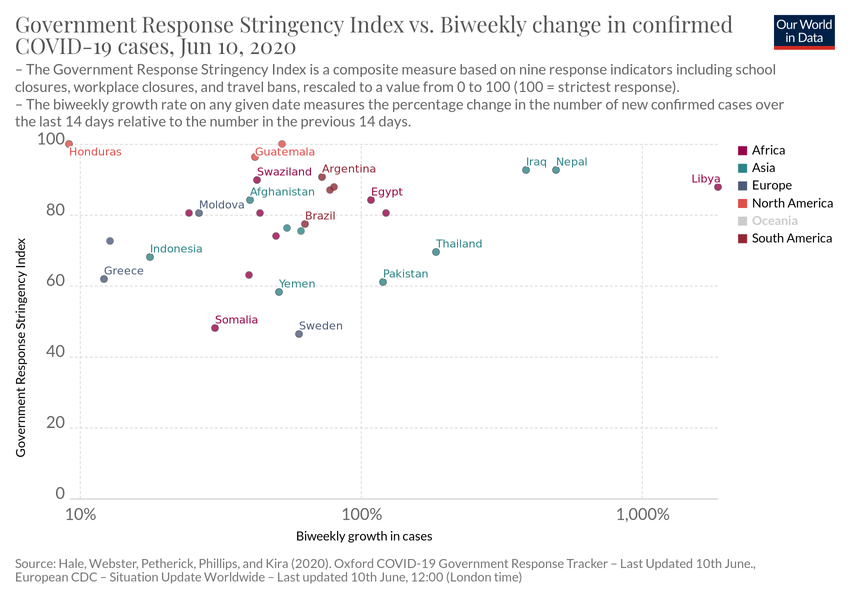 Government Response Stringency Index vs. Biweekly change in confirmed
COVID-19 cases, Jun 10, 2020
Our World
in Data
– The Government Response Stringency Index is a composite measure based on nine response indicators including school
closures, workplace closures, and travel bans, rescaled to a value from 0 to 100 (100 = strictest response).
– The biweekly growth rate on any given date measures the percentage change in the number of new confirmed cases over
the last 14 days relative to the number in the previous 14 days.
100
80
60
40
20
0
Government Response Stringency Index
Honduras
Guatemala
Swaziland
Argentina
Iraq
Nepal
Libya
Afghanistan
Egypt
Moldova
Brazil
Indonesia
Thailand
Greece
Yemen
Pakistan
Somalia
Sweden
10%
100%
1,000%
Biweekly growth in cases
Africa
Asia
Europe
North America
Oceania
South America
Source: Hale, Webster, Petherick, Phillips, and Kira (2020). Oxford COVID-19 Government Response Tracker – Last Updated 10th June.,
European CDC – Situation Update Worldwide – Last updated 10th June, 12:00 (London time)